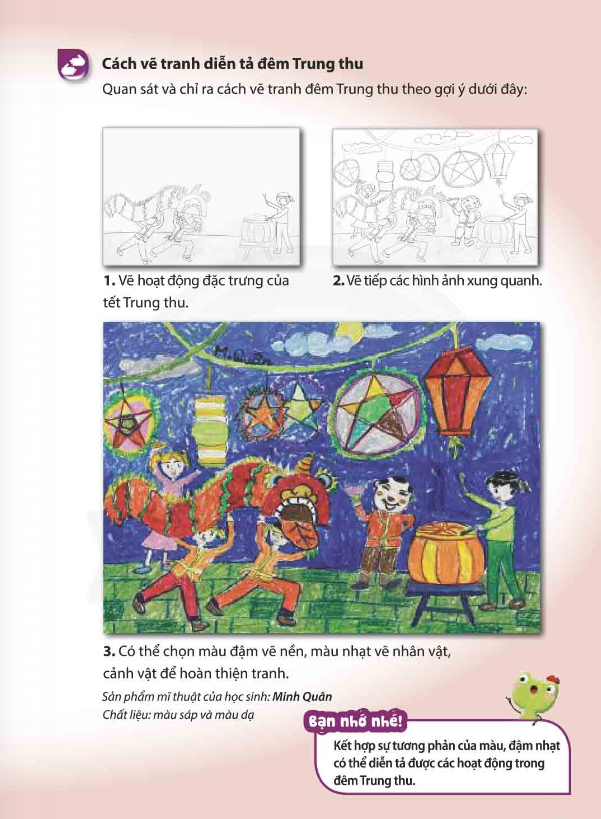 Cách vẽ tranh diễn tả đêm Trung thu
Quan sát và chỉ ra cách vẽ tranh đêm Trung thu theo gợi ý dưới đây:
1. Vẽ hoạt động đặc trưng của
tết Trung thu.
2. Vẽ tiếp các hình ảnh xung quanh.
M.Quân
3. Có thể chọn màu đậm vẽ nền, màu nhạt vẽ nhân vật,
cảnh vật để hoàn thiện tranh.
Sản phẩm mĩ thuật của học sinh: Minh Quân
Chất liệu: màu sáp và màu dạ
Bạn nhớ nhé!
Kết hợp sự tương phản của màu, đậm nhạt
có thể diễn tả được các hoạt động trong
đêm Trung thu.